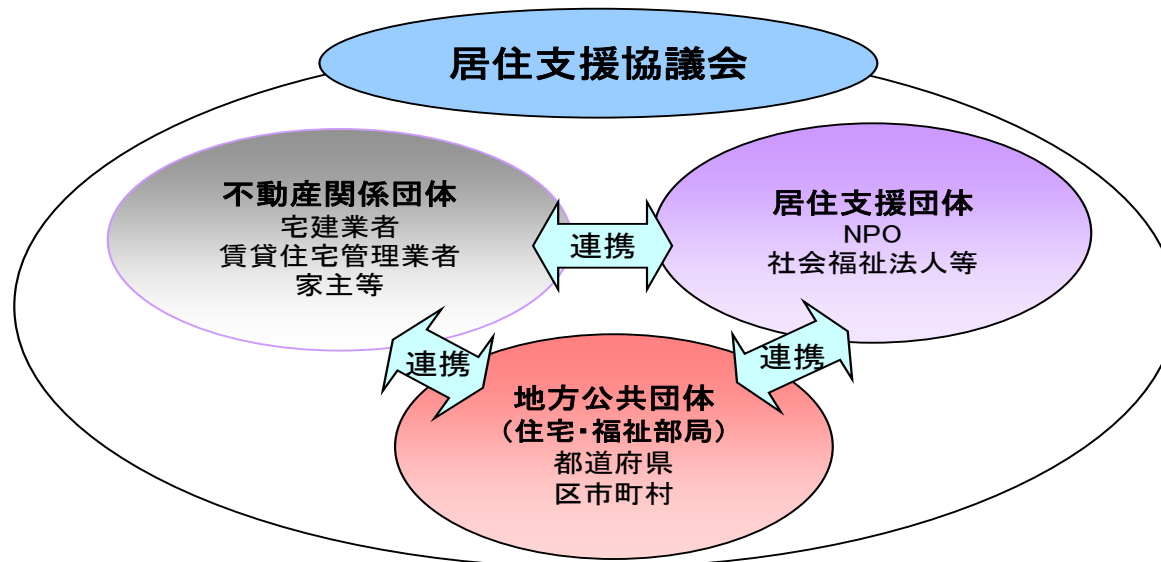 居住支援協議会
不動産関係団体
宅建業者
賃貸住宅管理業者
家主等
連携
居住支援団体
NPO
社会福祉法人等
連携
連携
地方公共団体
(住宅・福祉部局)
都道府県
区市町村